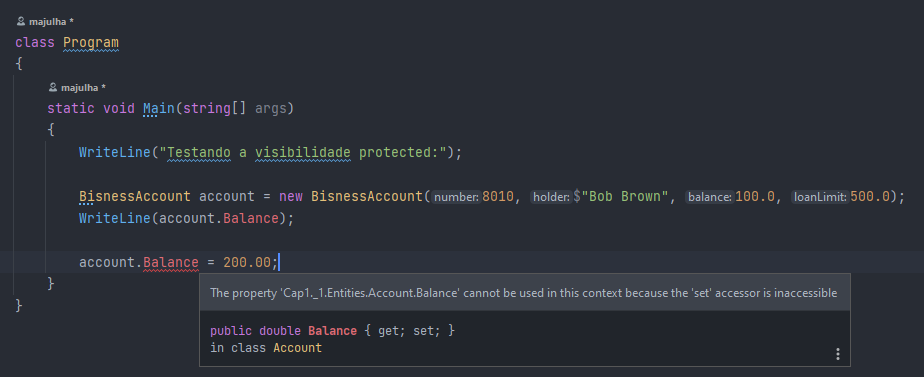 majulha *
class Program
{
majulha *
static void Main(string[] args)
{
WriteLine("Testando a visibilidade protected:");
BisnessAccount account = new BisnessAccount(number: 8010, holder: $"Bob Brown", balance: 100.0, loanLimit: 500.0);
WriteLine(account.Balance);
account.Balance = 200.00;
}
}
The property 'Cap1._1.Entities.Account.Balance' cannot be used in this context because the 'set' accessor is inaccessible
public double Balance { get; set; }
in class Account